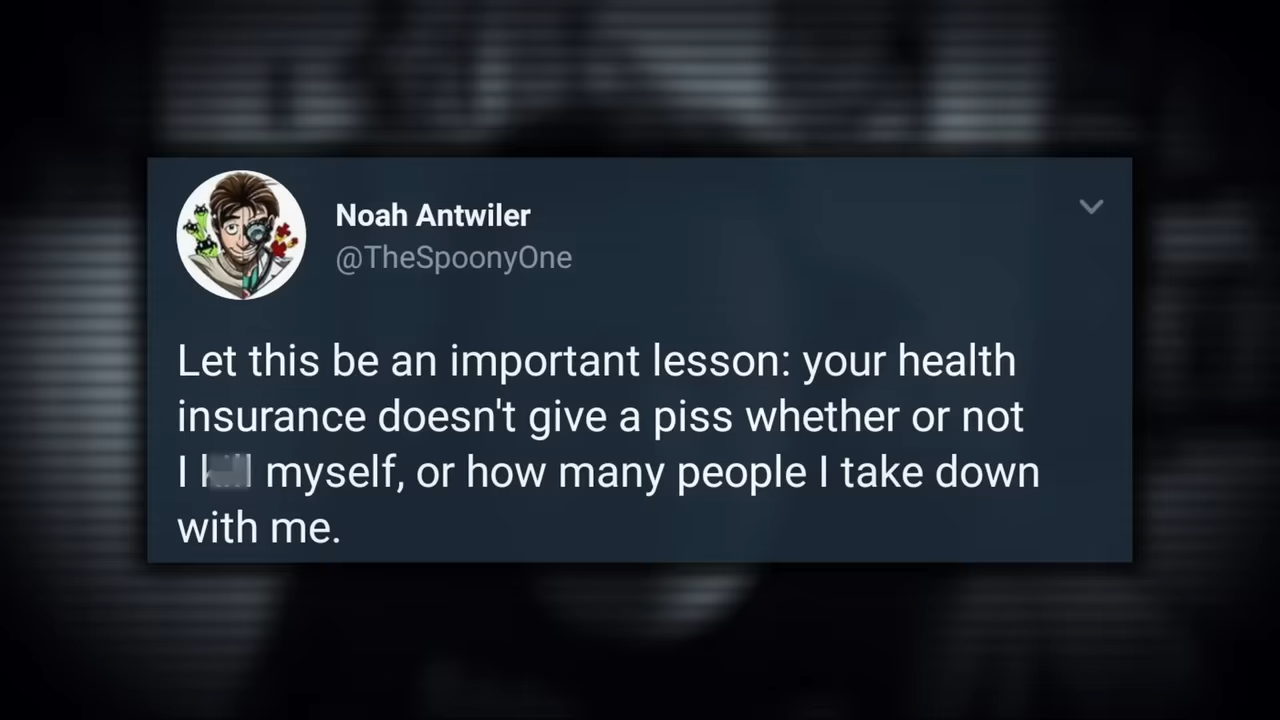 Noah Antwiler
@TheSpoonyOne
Let this be an important lesson: your health
insurance doesn't give a piss whether or not
I myself, or how many people I take down
with me.